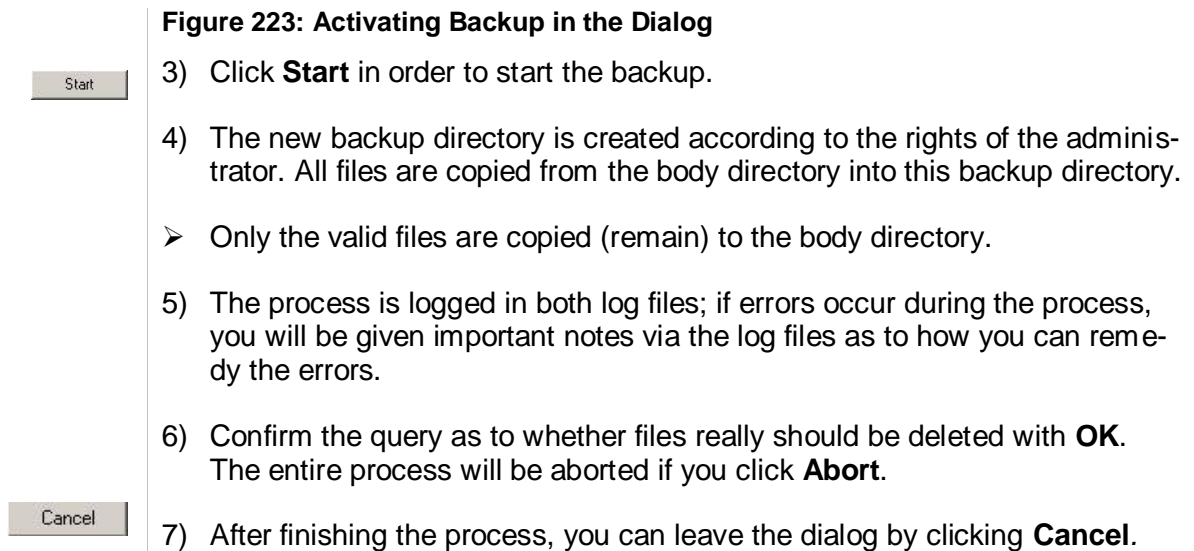 Figure 223: Activating Backup in the Dialog
Start
3) Click Start in order to start the backup.
4) The new backup directory is created according to the rights of the adminis-
trator. All files are copied from the body directory into this backup directory.
➢ Only the valid files are copied (remain) to the body directory.
5) The process is logged in both log files; if errors occur during the process,
you will be given important notes via the log files as to how you can reme-
dy the errors.
6) Confirm the query as to whether files really should be deleted with OK.
The entire process will be aborted if you click Abort.
Cancel
7) After finishing the process, you can leave the dialog by clicking Cancel.